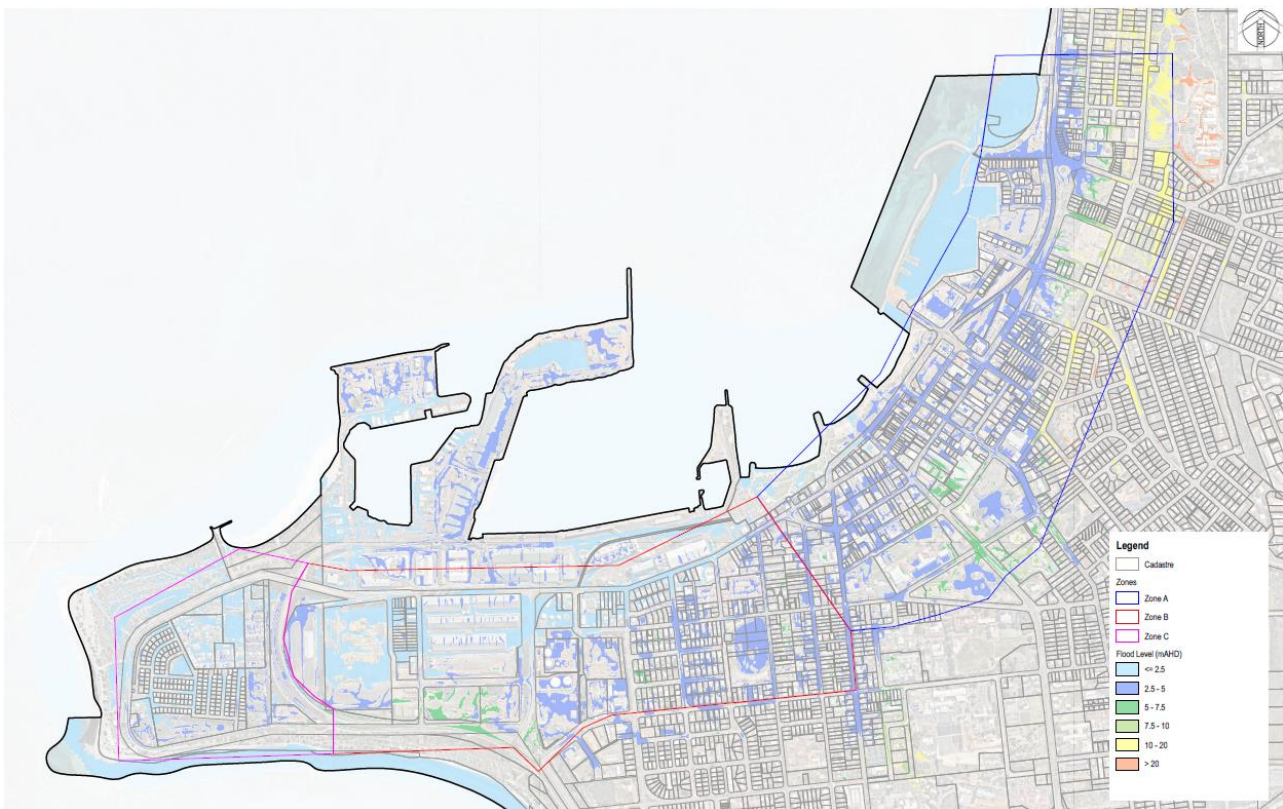 NORTH
Legend
Cadastre
Zones
Zone A
Zone B
Zone C
Flood Level (mAHD)
<= 2.5
2.5 - 5
5 - 7.5
7.5 - 10
10 - 20
> 20